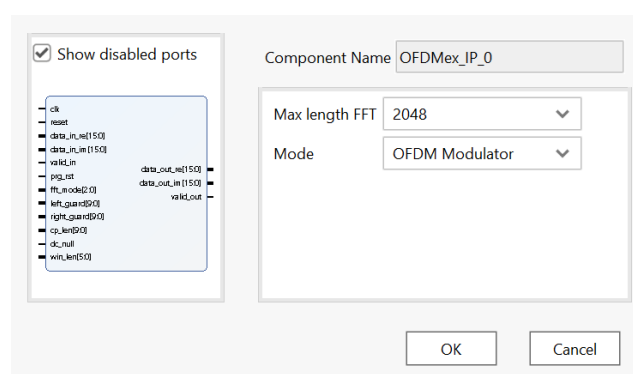 Show disabled ports
clk
reset
data_in_re[15:0]
data_in_im[15:0]
valid_in
prg_rst
fft_mode[2:0]
left_guard[9:0]
right_guard[9:0]
cp_len[9:0]
dc_null
win_len[5:0]
data_out_re[15:0]
data_out_im[15:0]
valid_out
Component Name OFDMex_IP_0
Max length FFT 2048
Mode OFDM Modulator
OK Cancel